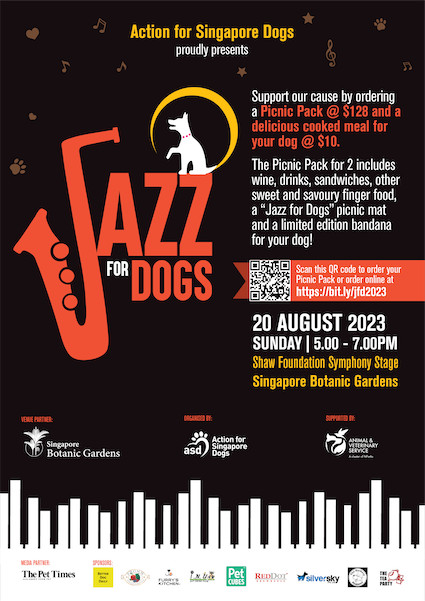 Action for Singapore Dogs
proudly presents
Support our cause by ordering
a Picnic Pack @ $128 and a
delicious cooked meal for
your dog @ $10.
The Picnic Pack for 2 includes
wine, drinks, sandwiches, other
sweet and savoury finger food,
a “Jazz for Dogs” picnic mat
and a limited edition bandana
for your dog!
JAZZ
FOR DOGS
Scan this QR code to order your
Picnic Pack or order online at
https://bit.ly/jfd2023
20 AUGUST 2023
SUNDAY | 5.00 - 7.00PM
Shaw Foundation Symphony Stage
Singapore Botanic Gardens
VENUE PARTNER:
Singapore
Botanic Gardens
ORGANISED BY:
asd
Action for
Singapore
Dogs
SUPPORTED BY:
ANIMAL &
VETERINARY
SERVICE
MEDIA PARTNER:
The Pet Times
SPONSORS:
FURRY'S
KITCHEN
Pet
CUBES
REDDOT
silversky
THE
TEA
PARTY